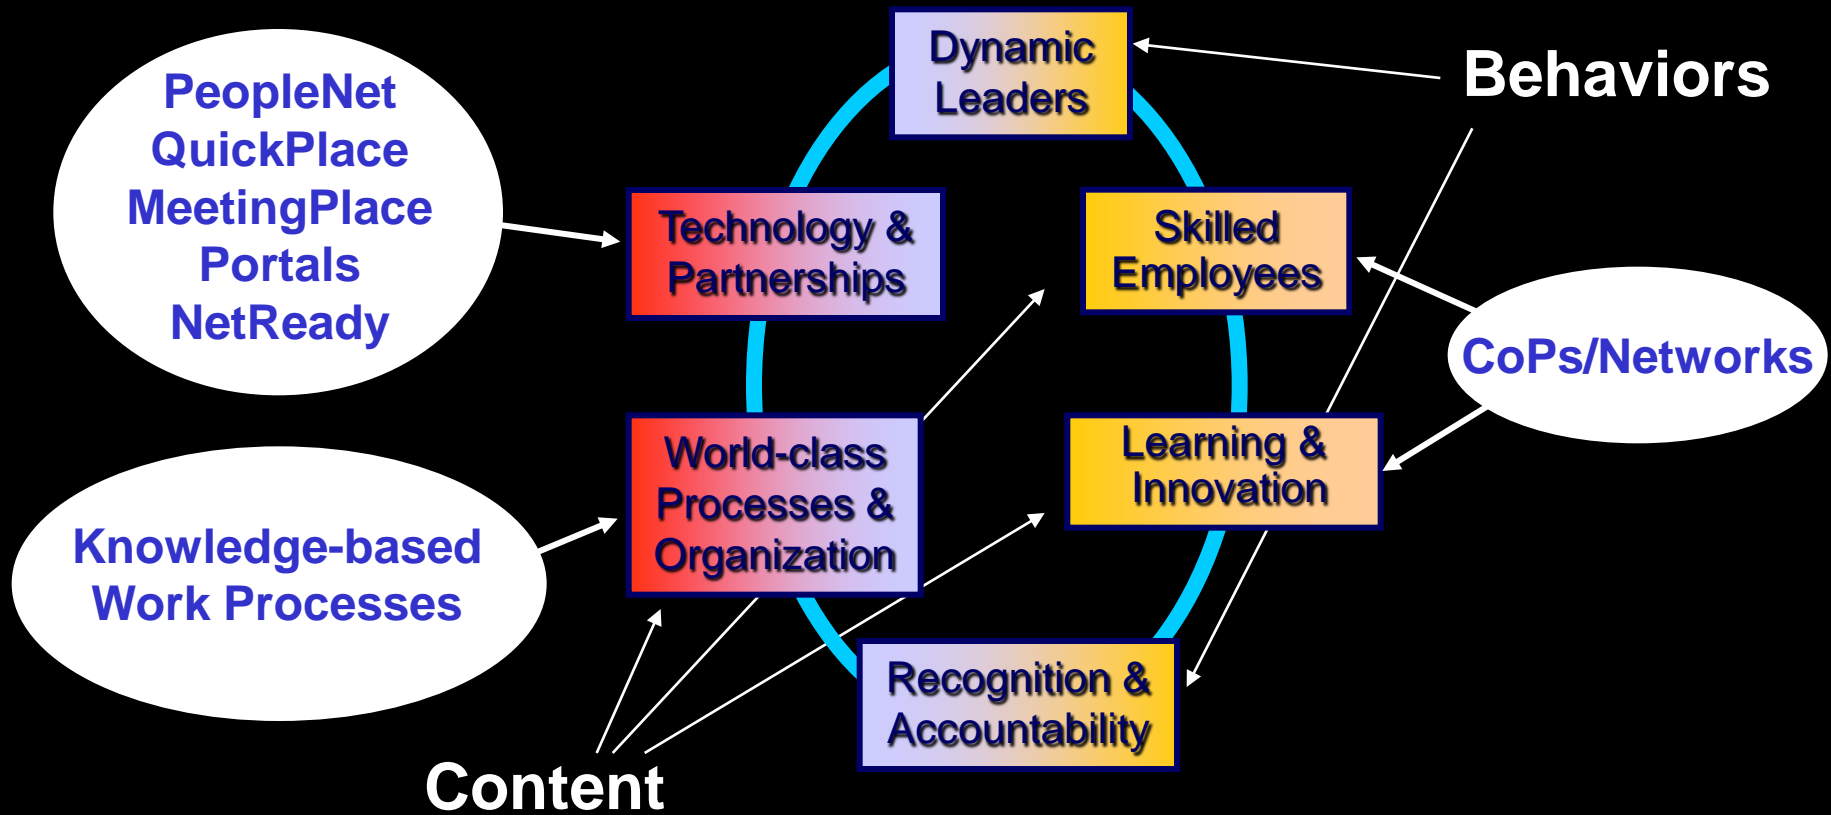 PeopleNet
QuickPlace
MeetingPlace
Portals
NetReady
Dynamic
Leaders
Behaviors
Technology &
Partnerships
Skilled
Employees
CoPs/Networks
World-class
Processes &
Organization
Learning &
Innovation
Knowledge-based
Work Processes
Recognition &
Accountability
Content